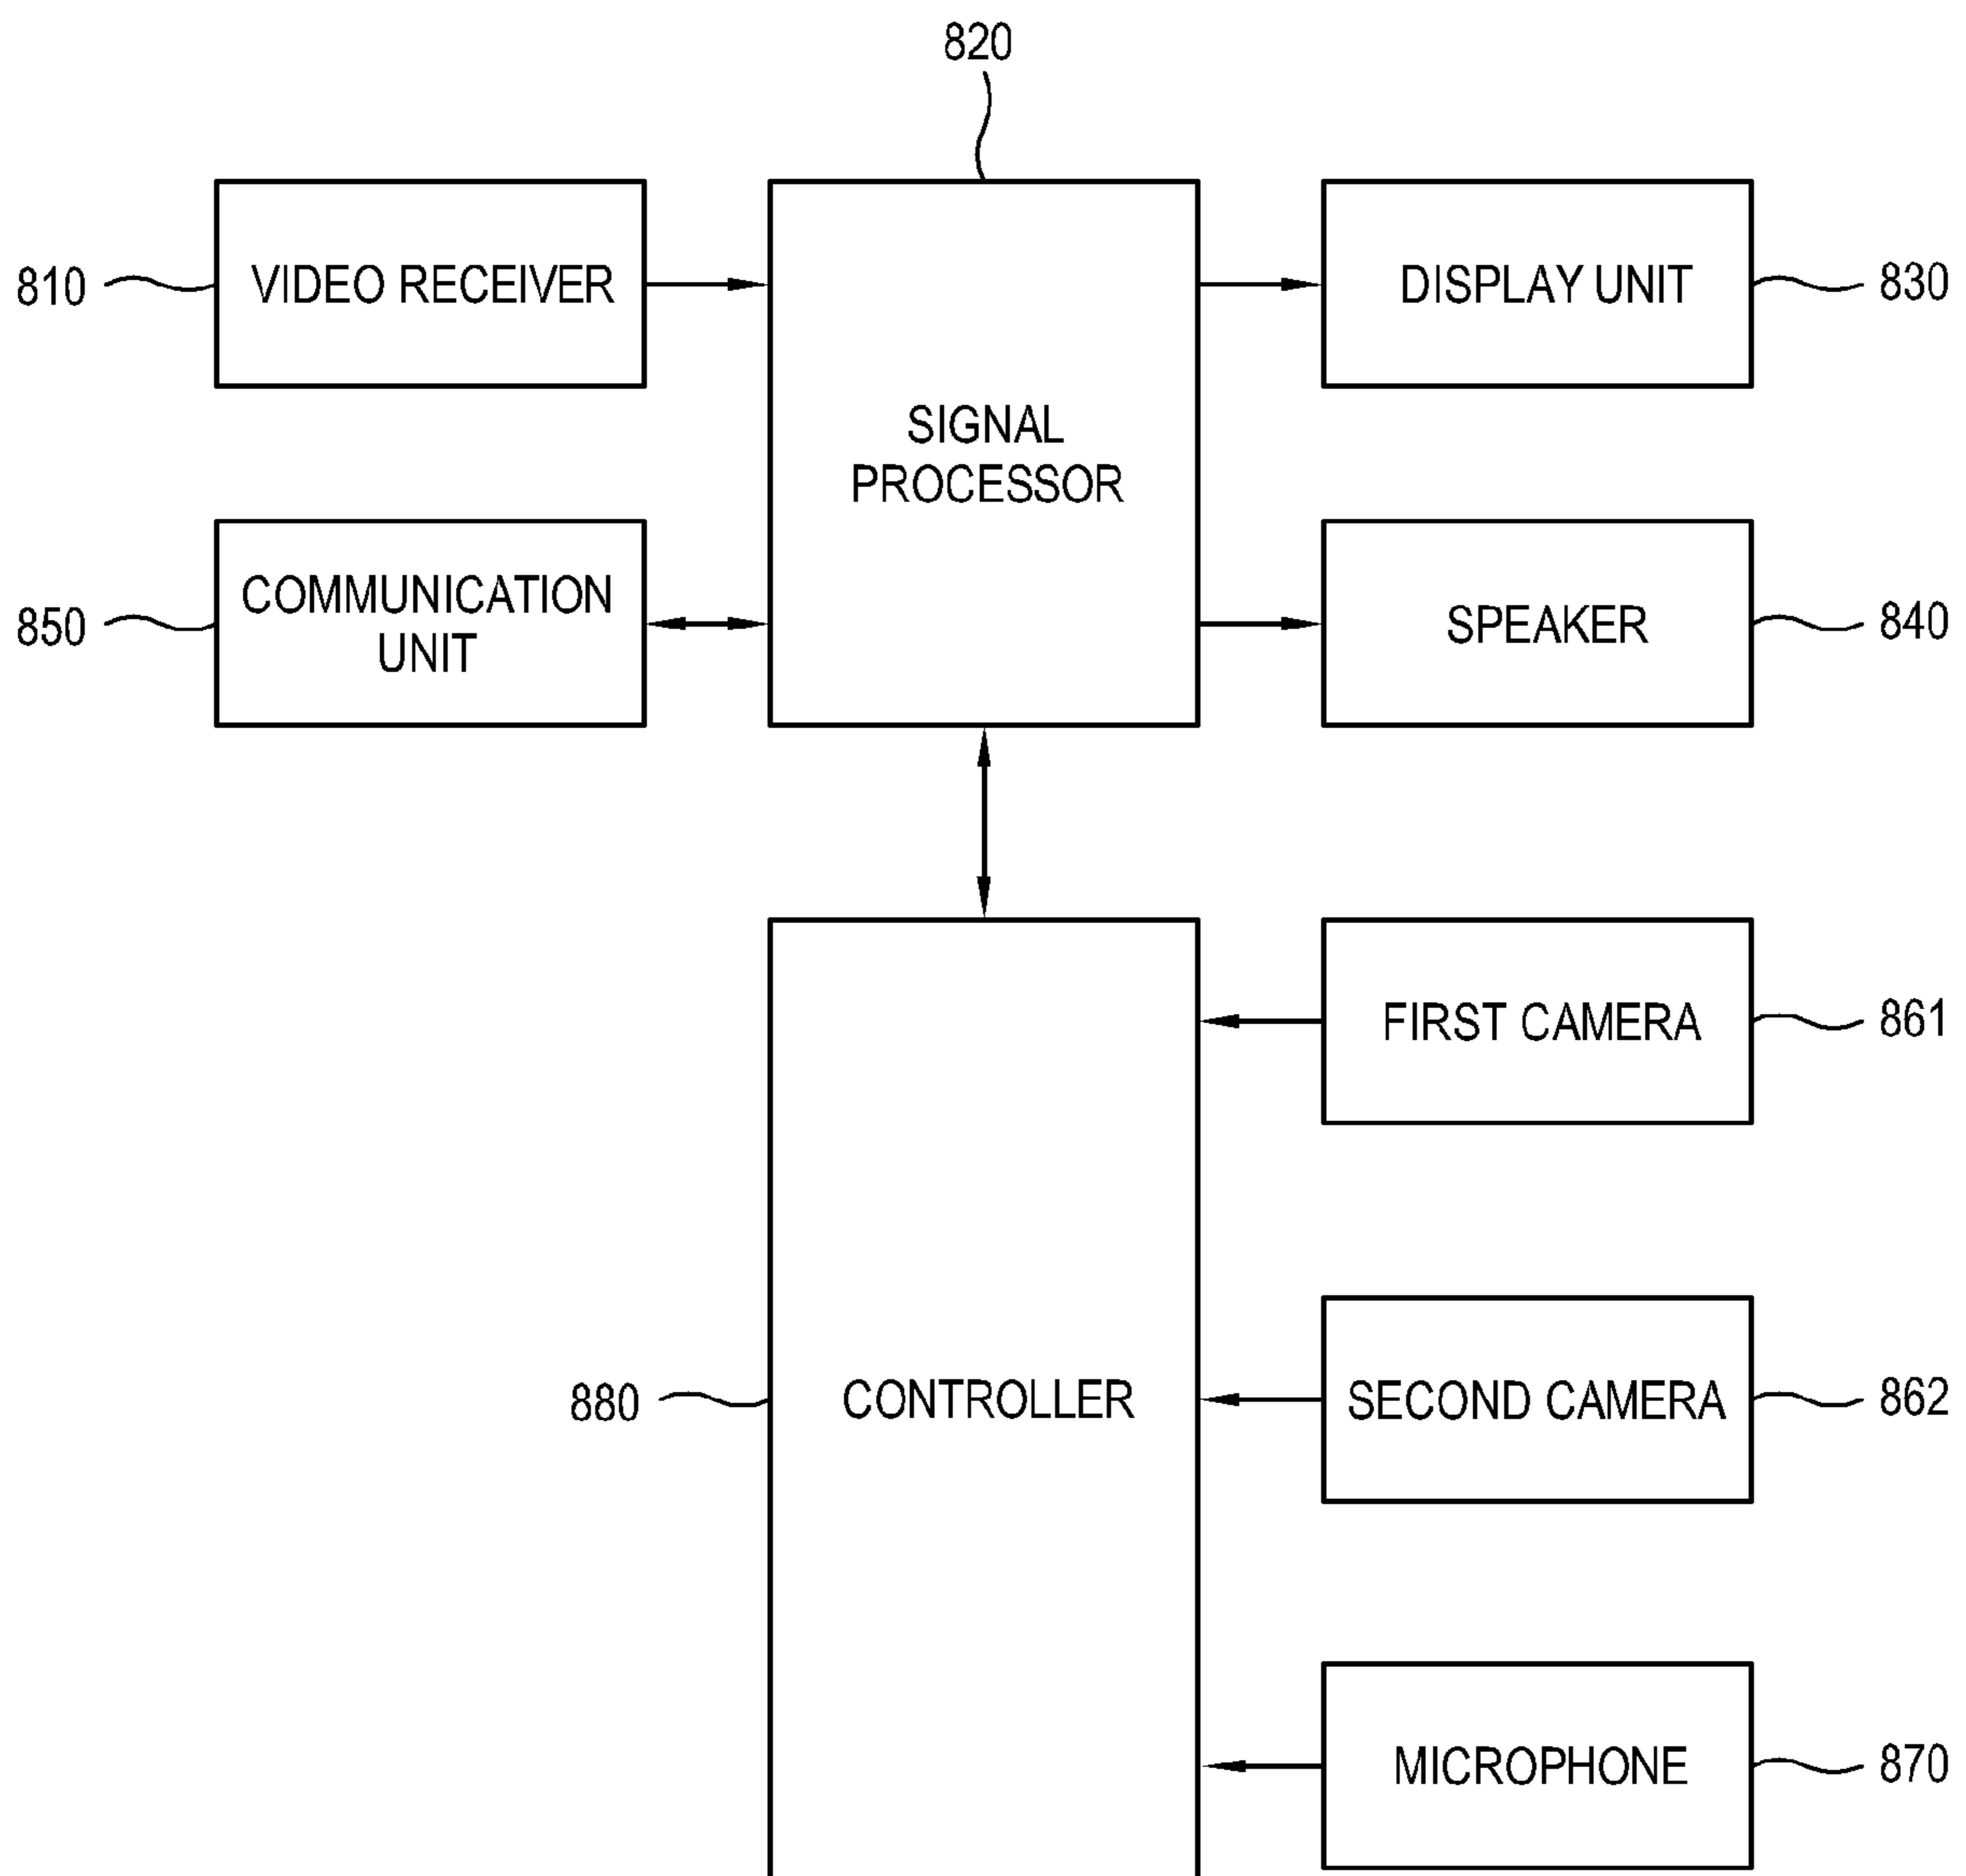 820
810
VIDEO RECEIVER
DISPLAY UNIT
830
SIGNAL
PROCESSOR
850
COMMUNICATION
UNIT
SPEAKER
840
FIRST CAMERA
861
880
CONTROLLER
SECOND CAMERA
862
MICROPHONE
870